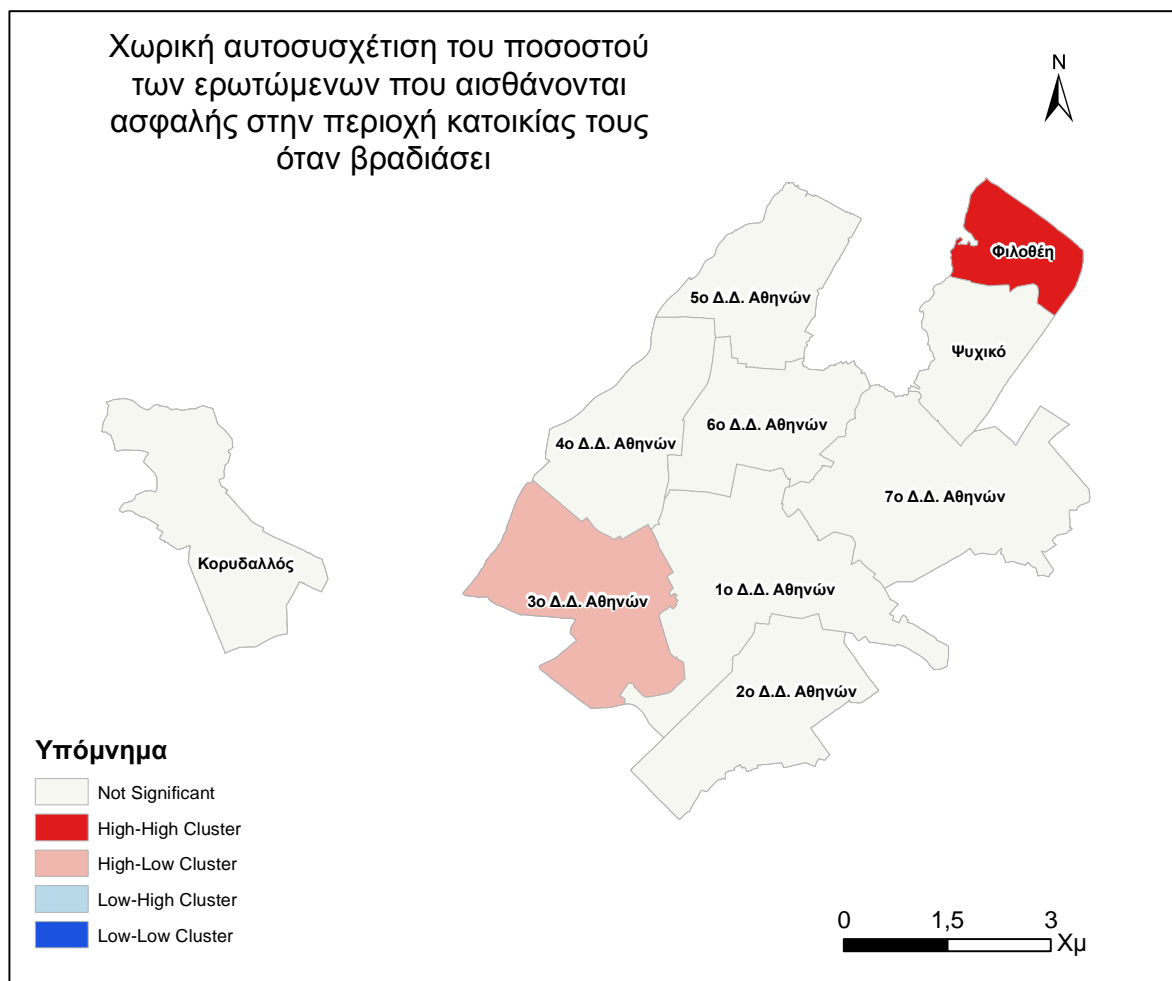 Χωρική αυτοσυσχέτιση του ποσοστού
των ερωτώμενων που αισθάνονται
ασφαλής στην περιοχή κατοικίας τους
όταν βραδιάσει
N
Φιλοθέη
5ο Δ.Δ. Αθηνών
Ψυχικό
6ο Δ.Δ. Αθηνών
4ο Δ.Δ. Αθηνών
7ο Δ.Δ. Αθηνών
Κορυδαλλός
1ο Δ.Δ. Αθηνών
3ο Δ.Δ. Αθηνών
2ο Δ.Δ. Αθηνών
Υπόμνημα
Not Significant
High-High Cluster
High-Low Cluster
Low-High Cluster
Low-Low Cluster
0 1,5 3
Χμ